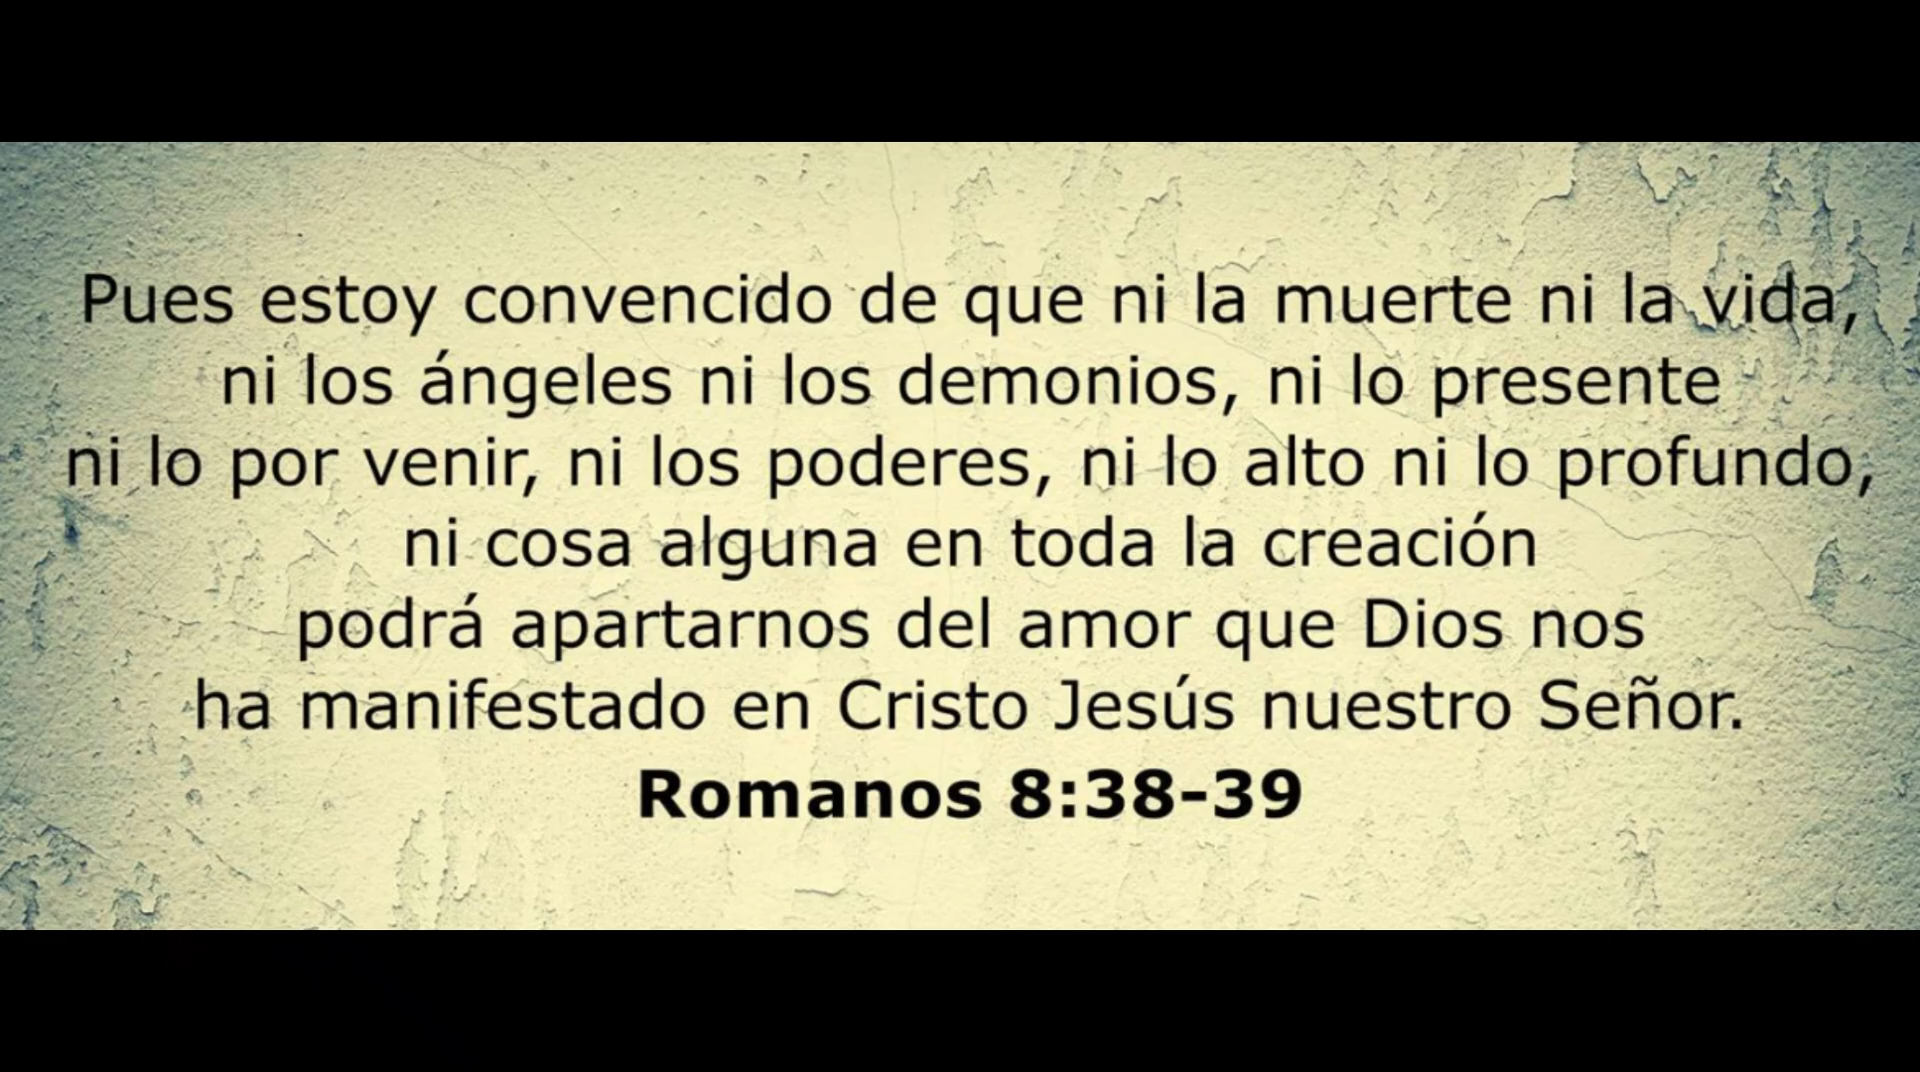 Pues estoy convencido de que ni la muerte ni la vida,
ni los ángeles ni los demonios, ni lo presente
ni lo por venir, ni los poderes, ni lo alto ni lo profundo,
ni cosa alguna en toda la creación
podrá apartarnos del amor que Dios nos
ha manifestado en Cristo Jesús nuestro Señor.
Romanos 8:38-39